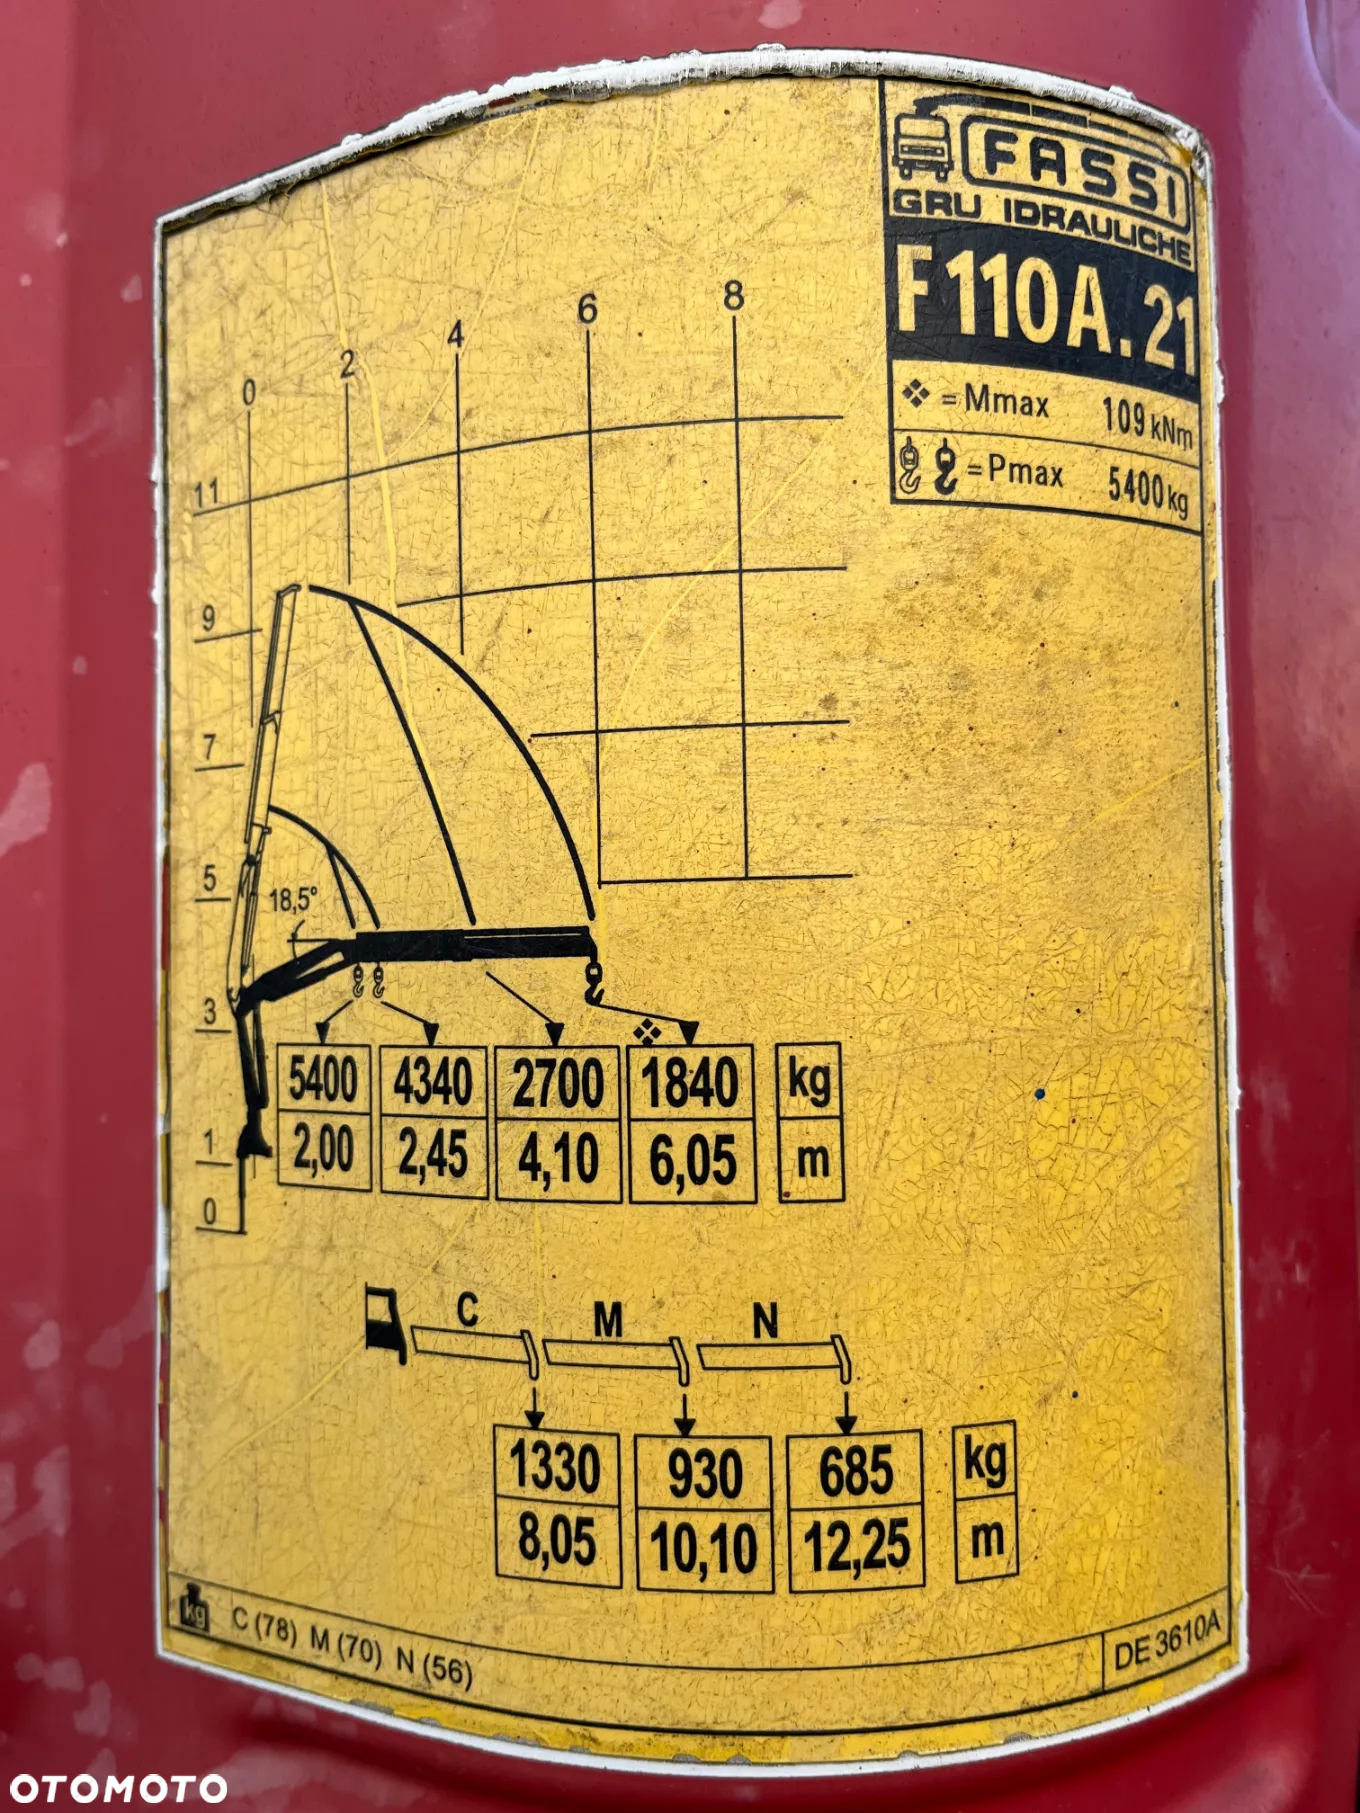 FASSI
GRU IDRAULICHE
F110A.21
= Mmax 109 kNm
= Pmax 5400 kg
0 2 4 6 8
11
9
7
5
3
1
0
18,5°
5400 4340 2700 1840 kg
2,00 2,45 4,10 6,05 m
C M N
1330 930 685 kg
8,05 10,10 12,25 m
kg C (78) M (70) N (56)
DE 3610A
OTOMOTO